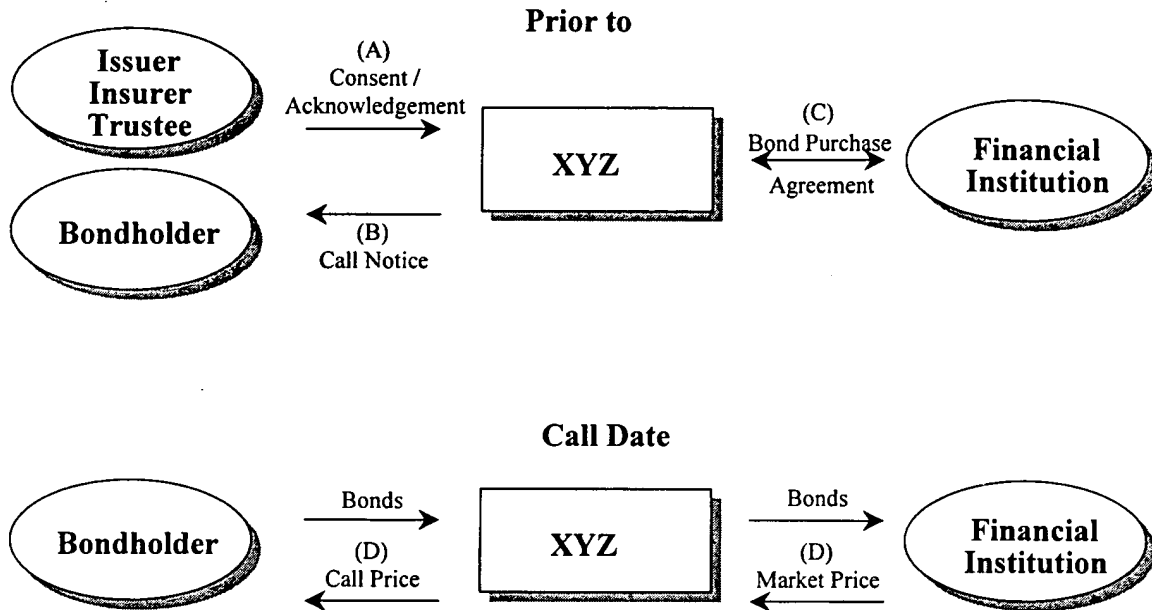 Prior to
Issuer
Insurer
Trustee
(A)
Consent /
Acknowledgement
XYZ
(C)
Bond Purchase
Agreement
Financial
Institution
Bondholder
(B)
Call Notice
Call Date
Bondholder
Bonds
(D)
Call Price
XYZ
Bonds
(D)
Market Price
Financial
Institution